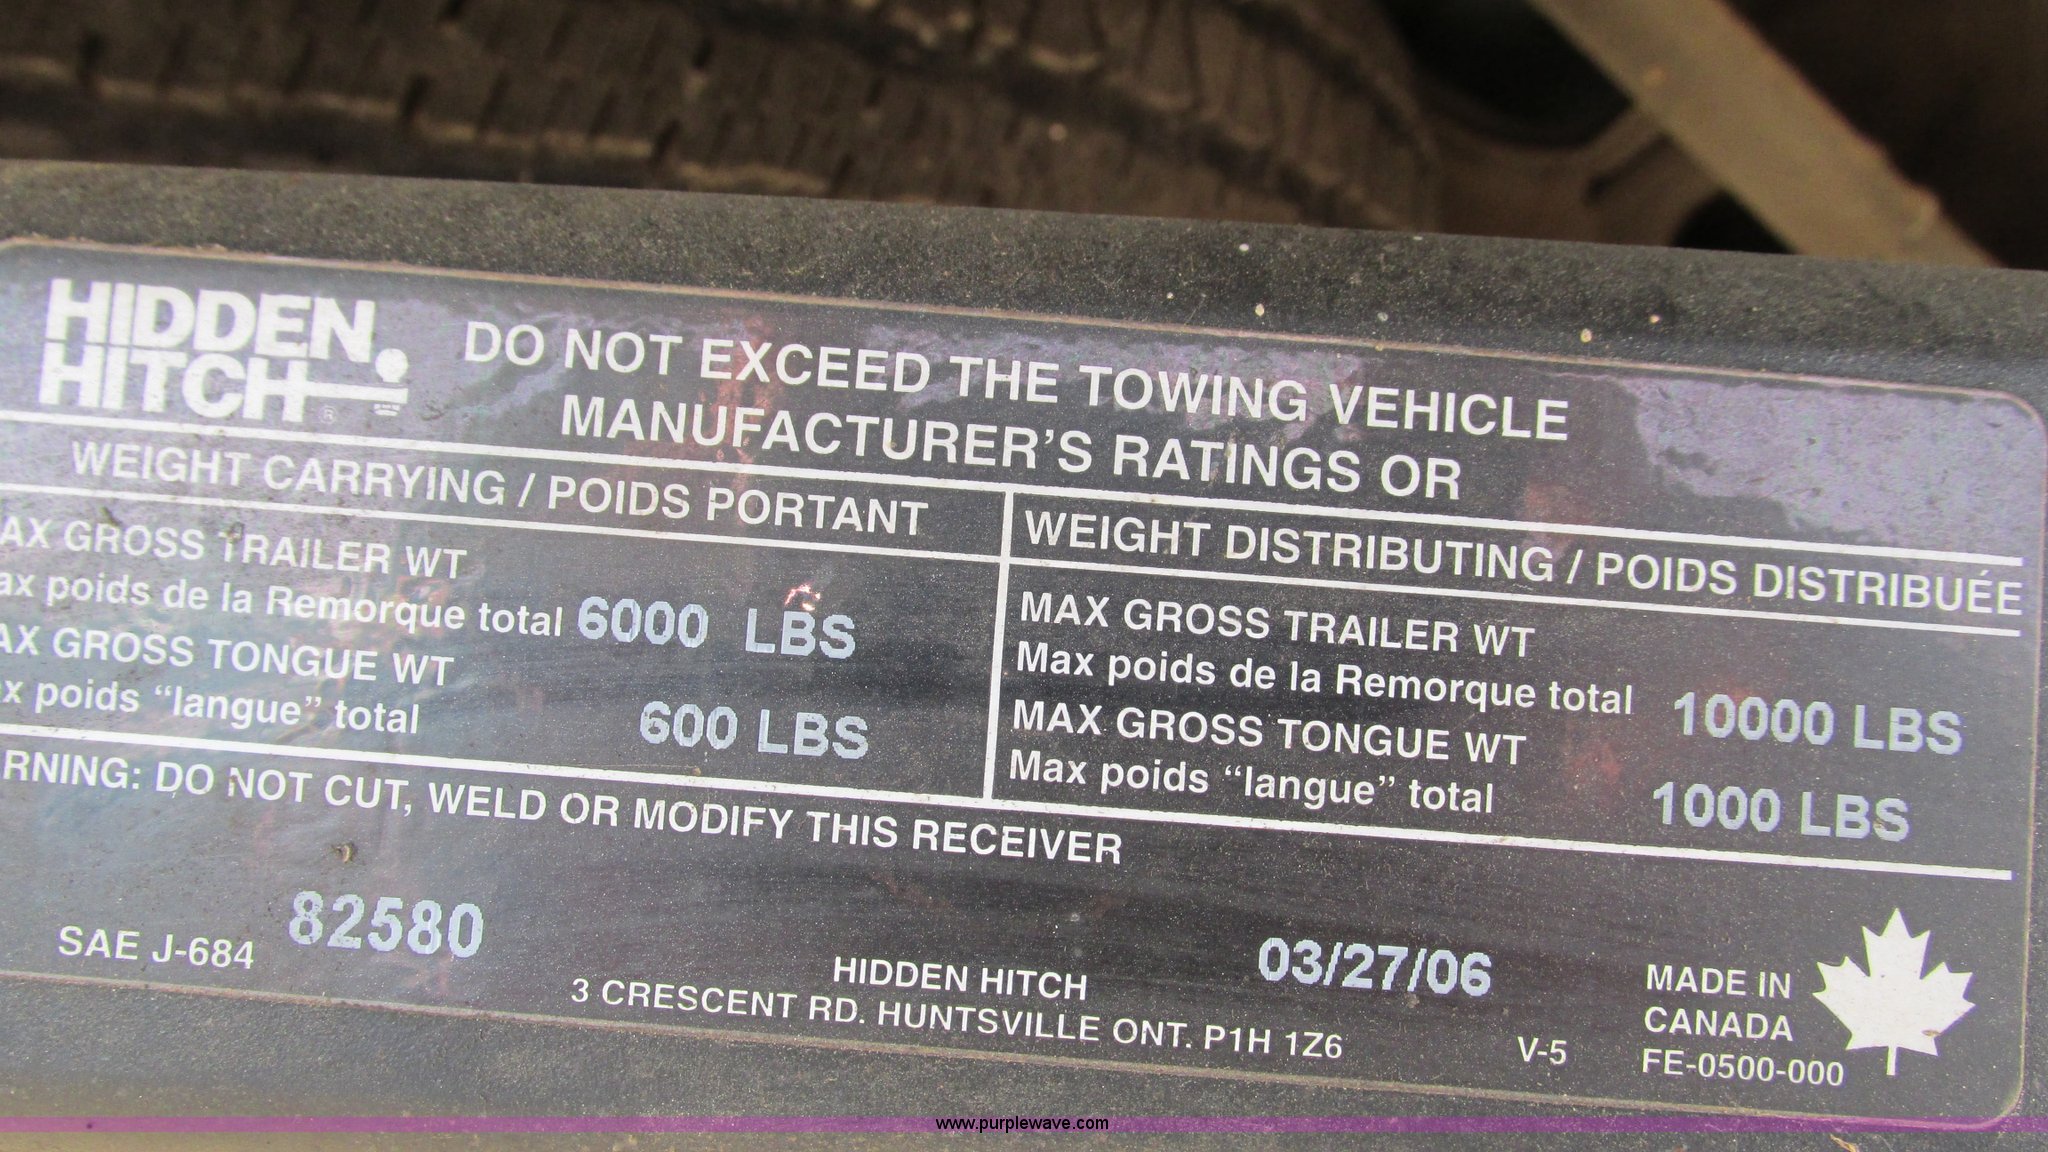 HIDDEN
HITCH ®
DO NOT EXCEED THE TOWING VEHICLE
MANUFACTURER'S RATINGS OR
WEIGHT CARRYING / POIDS PORTANT
AX GROSS TRAILER WT
ax poids de la Remorque total 6000 LBS
AX GROSS TONGUE WT
x poids “langue” total 600 LBS
WEIGHT DISTRIBUTING / POIDS DISTRIBUÉE
MAX GROSS TRAILER WT
Max poids de la Remorque total 10000 LBS
MAX GROSS TONGUE WT
Max poids “langue” total 1000 LBS
RNING: DO NOT CUT, WELD OR MODIFY THIS RECEIVER
SAE J-684 82580
HIDDEN HITCH
3 CRESCENT RD. HUNTSVILLE ONT. P1H 1Z6
03/27/06
V-5
MADE IN
CANADA
FE-0500-000
www.purplewave.com